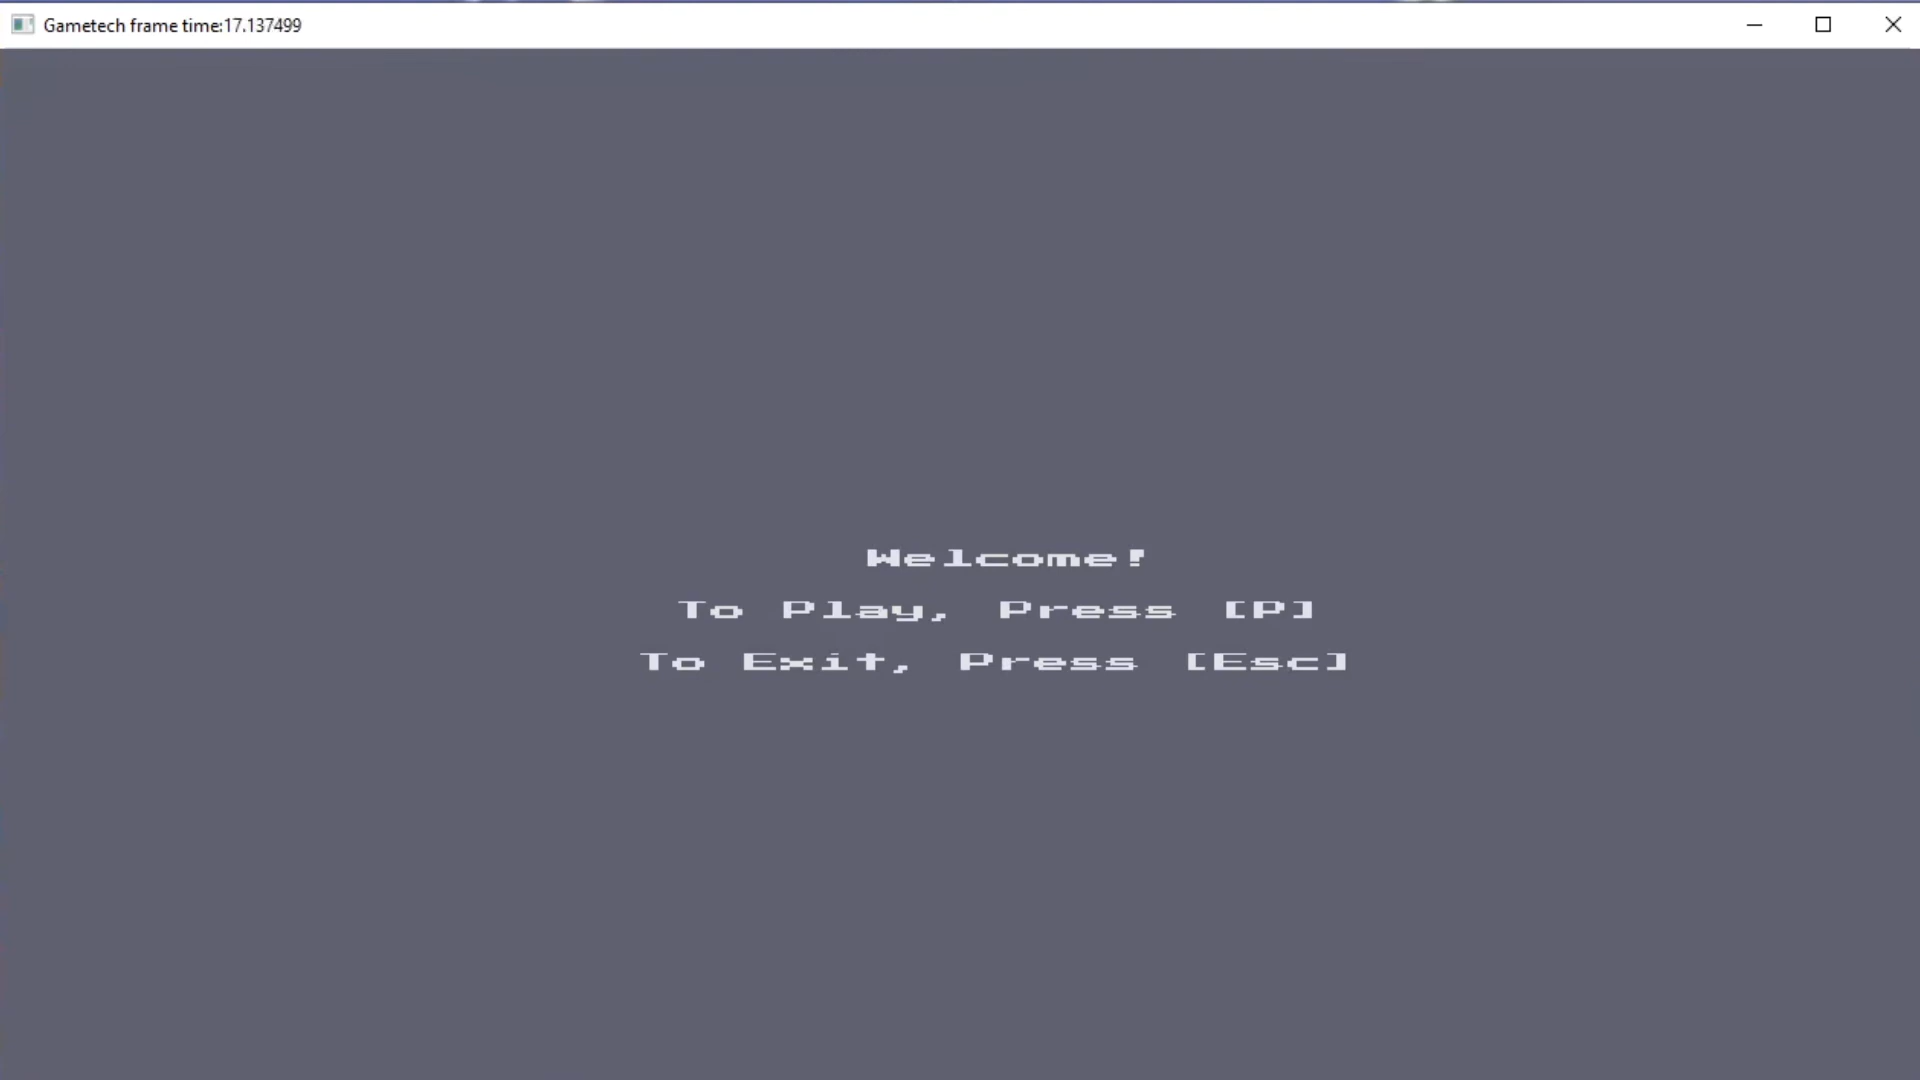 Gametech frame time:17.137499
Welcome!
To Play, Press [P]
To Exit, Press [Esc]